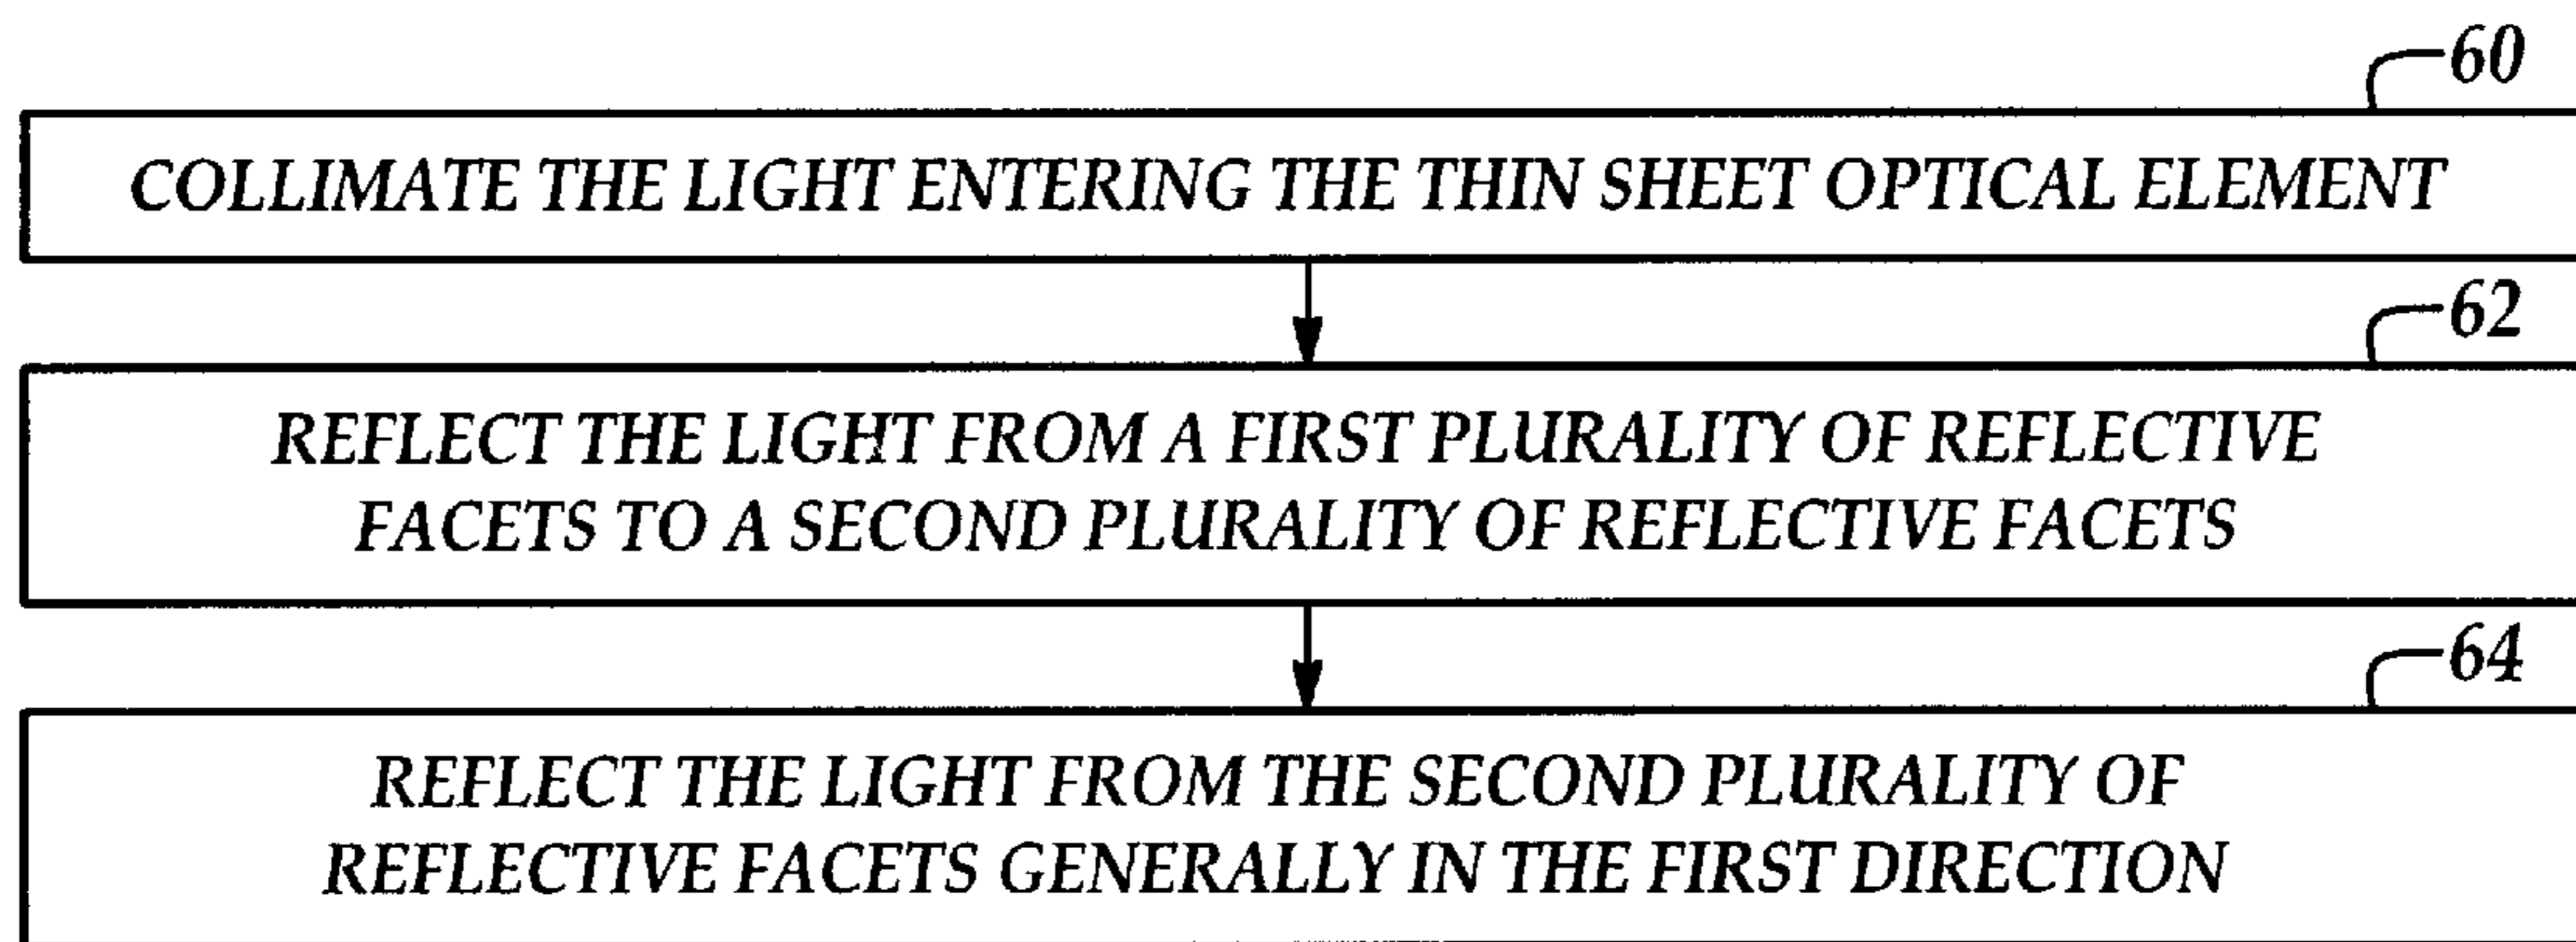 60
COLLIMATE THE LIGHT ENTERING THE THIN SHEET OPTICAL ELEMENT
62
REFLECT THE LIGHT FROM A FIRST PLURALITY OF REFLECTIVE
FACETS TO A SECOND PLURALITY OF REFLECTIVE FACETS
64
REFLECT THE LIGHT FROM THE SECOND PLURALITY OF
REFLECTIVE FACETS GENERALLY IN THE FIRST DIRECTION